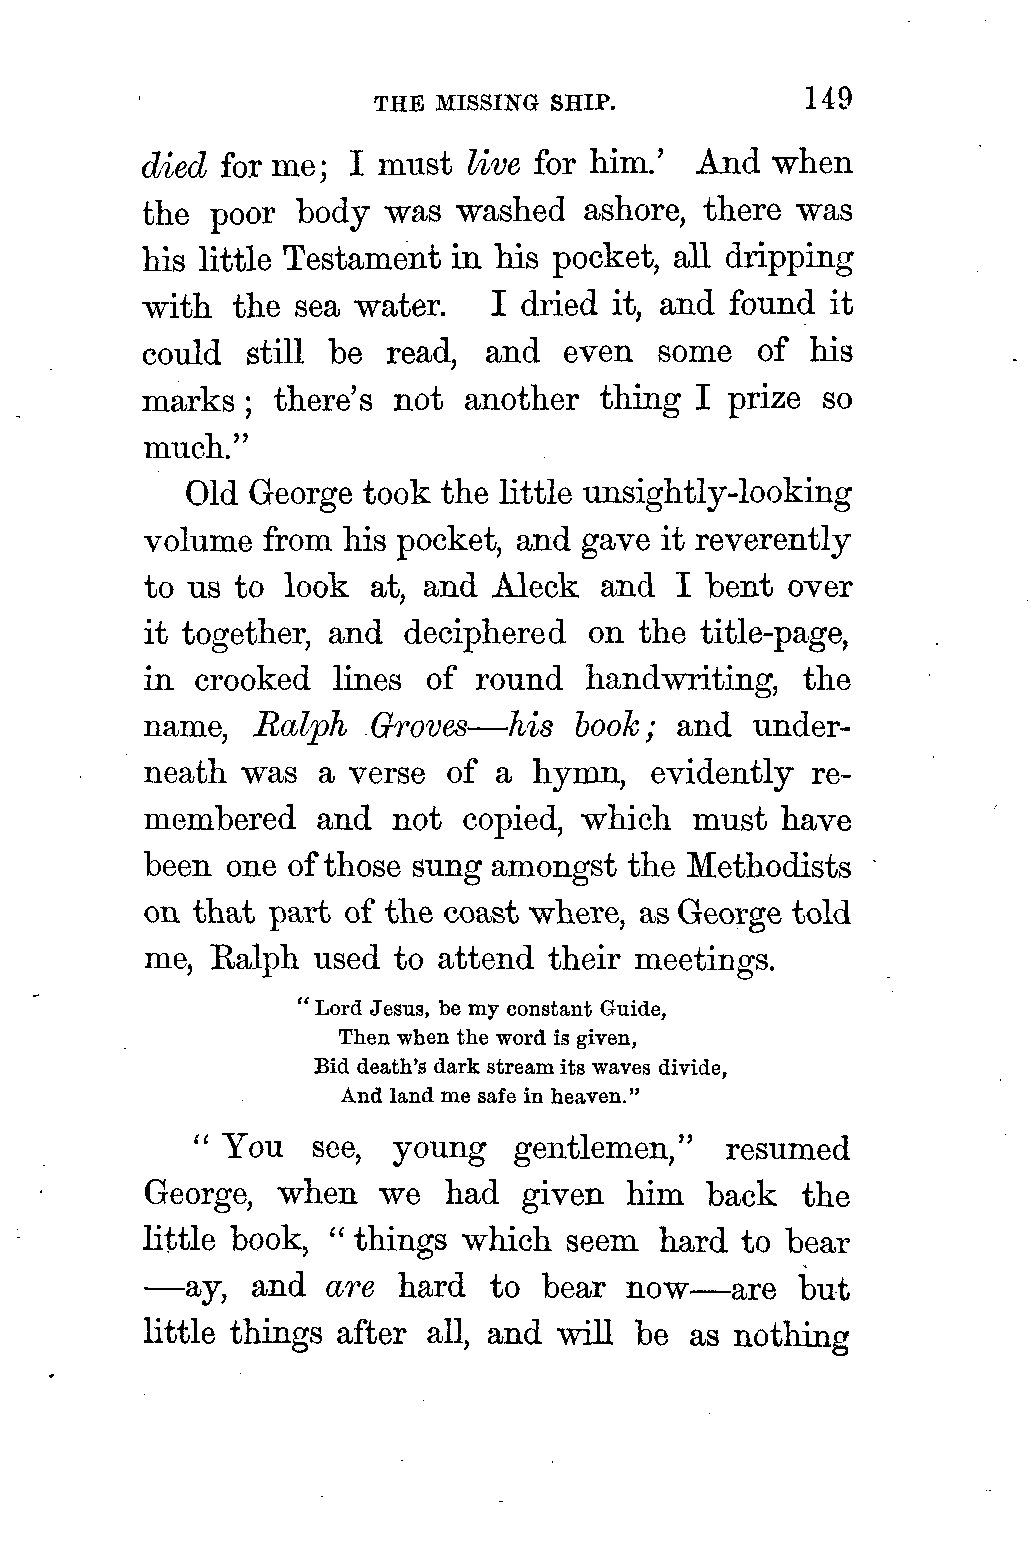 THE MISSING SHIP. 149
died for me; I must live for him.’ And when
the poor body was washed ashore, there was
his little Testament in his pocket, all dripping
with the sea water. I dried it, and found it
could still be read, and even some of his
marks; there’s not another thing I prize so
much.”
Old George took the little unsightly-looking
volume from his pocket, and gave it reverently
to us to look at, and Aleck and I bent over
it together, and deciphered on the title-page,
in crooked lines of round handwriting, the
name, Ralph Groves—his book; and under-
neath was a verse of a hymn, evidently re-
membered and not copied, which must have
been one of those sung amongst the Methodists
on that part of the coast where, as George told
me, Ralph used to attend their meetings.
“Lord Jesus, be my constant Guide,
Then when the word is given,
Bid death’s dark stream its waves divide,
And land me safe in heaven.”
“You see, young gentlemen,” resumed
George, when we had given him back the
little book, “things which seem hard to bear
—ay, and are hard to bear now—are but
little things after all, and will be as nothing